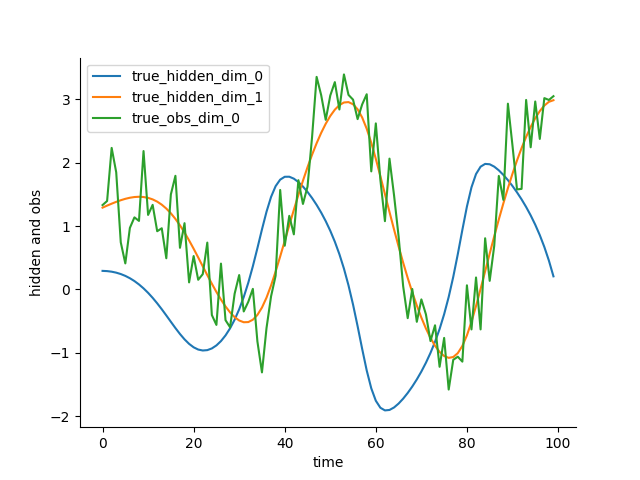 true_hidden_dim_0
true_hidden_dim_1
true_obs_dim_0
hidden and obs
3
2
1
0
−1
−2
0 20 40 60 80 100
time